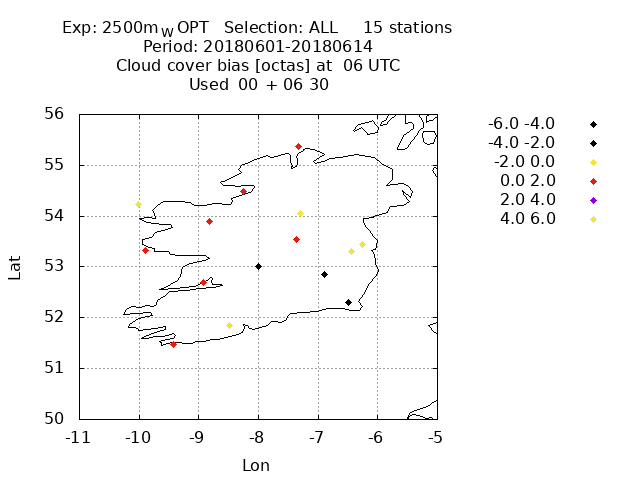 Exp: 2500m W OPT Selection: ALL 15 stations
Period: 20180601-20180614
Cloud cover bias [octas] at 06 UTC
Used 00 + 06 30
-6.0 -4.0
-4.0 -2.0
-2.0 0.0
0.0 2.0
2.0 4.0
4.0 6.0
56
55
54
53
52
51
50
Lat
-11 -10 -9 -8 -7 -6 -5
Lon